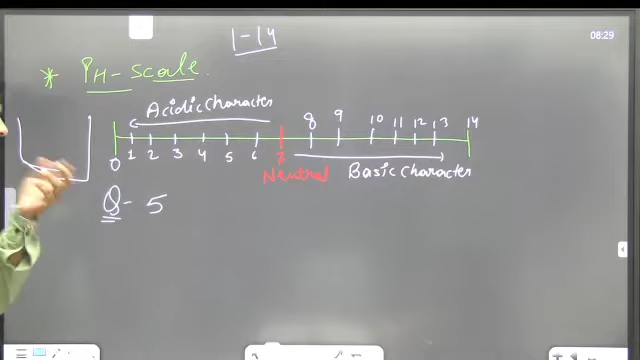 1-14
08:29
* PH-scale.
Acidic Character
8 9 10 11 12 13 14
0 1 2 3 4 5 6 7
Neutral Basic Character
Q- 5